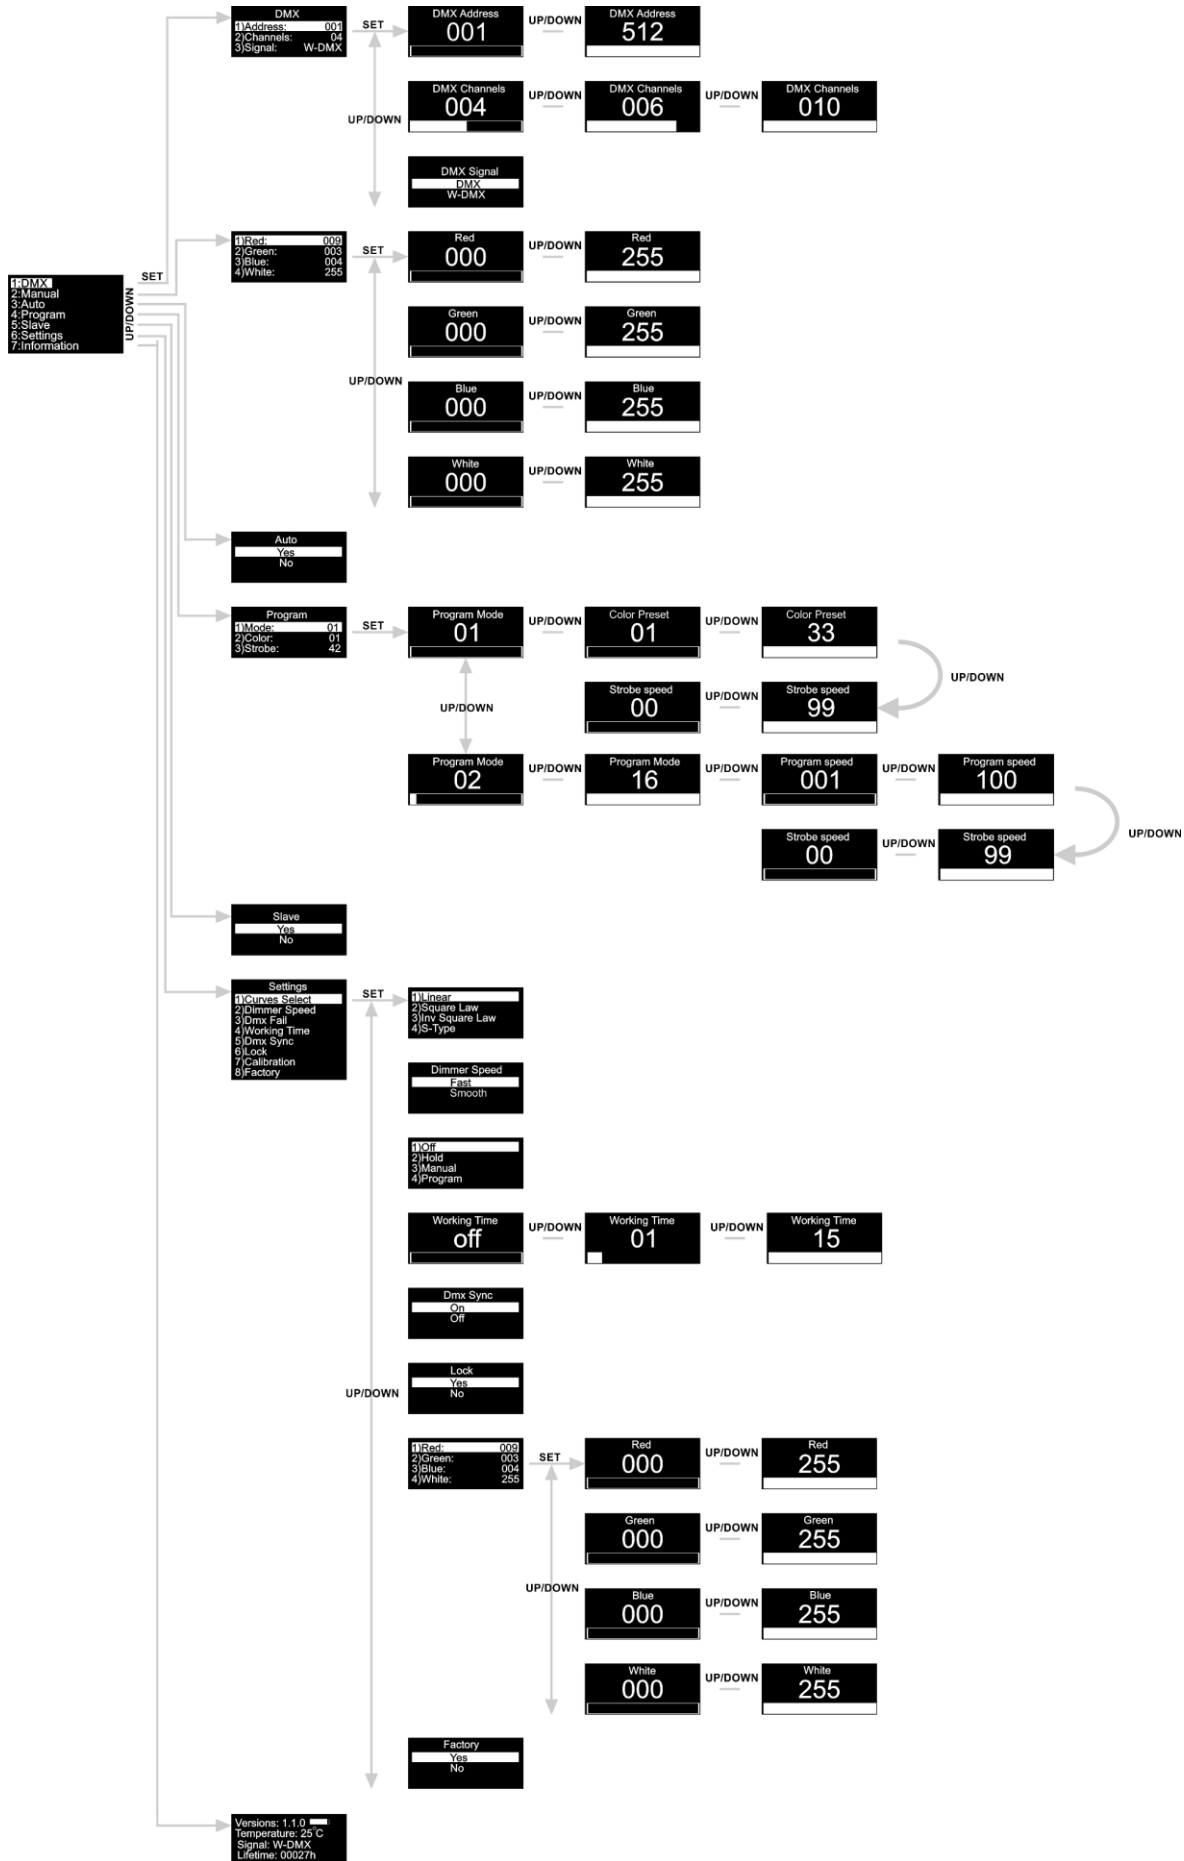 DMX
1)Address: 001
2)Channels: 04
3)Signal: W-DMX
SET
DMX Address
001
UP/DOWN
DMX Address
512
DMX Channels
004
UP/DOWN
DMX Channels
006
UP/DOWN
DMX Channels
010
UP/DOWN
DMX Signal
DMX
W-DMX
1:DMX
2:Manual
3:Auto
4:Program
5:Slave
6:Settings
7:Information
SET
UP/DOWN
1)Red: 009
2)Green: 003
3)Blue: 004
4)White: 255
SET
Red
000
UP/DOWN
Red
255
Green
000
UP/DOWN
Green
255
UP/DOWN
Blue
000
UP/DOWN
Blue
255
White
000
UP/DOWN
White
255
Auto
Yes
No
Program
1)Mode: 01
2)Color: 01
3)Strobe: 42
SET
Program Mode
01
UP/DOWN
Color Preset
01
UP/DOWN
Color Preset
33
UP/DOWN
Strobe speed
00
UP/DOWN
Strobe speed
99
UP/DOWN
Program Mode
02
UP/DOWN
Program Mode
16
UP/DOWN
Program speed
001
UP/DOWN
Program speed
100
UP/DOWN
Strobe speed
00
UP/DOWN
Strobe speed
99
Slave
Yes
No
Settings
1)Curves Select
2)Dimmer Speed
3)Dmx Fail
4)Working Time
5)Dmx Sync
6)Lock
7)Calibration
8)Factory
SET
1)Linear
2)Square Law
3)Inv Square Law
4)S-Type
Dimmer Speed
Fast
Smooth
1)Off
2)Hold
3)Manual
4)Program
Working Time
off
UP/DOWN
Working Time
01
UP/DOWN
Working Time
15
Dmx Sync
On
Off
UP/DOWN
Lock
Yes
No
1)Red: 009
2)Green: 003
3)Blue: 004
4)White: 255
SET
Red
000
UP/DOWN
Red
255
Green
000
UP/DOWN
Green
255
UP/DOWN
Blue
000
UP/DOWN
Blue
255
White
000
UP/DOWN
White
255
Factory
Yes
No
Versions: 1.1.0
Temperature: 25°C
Signal: W-DMX
Lifetime: 00027h